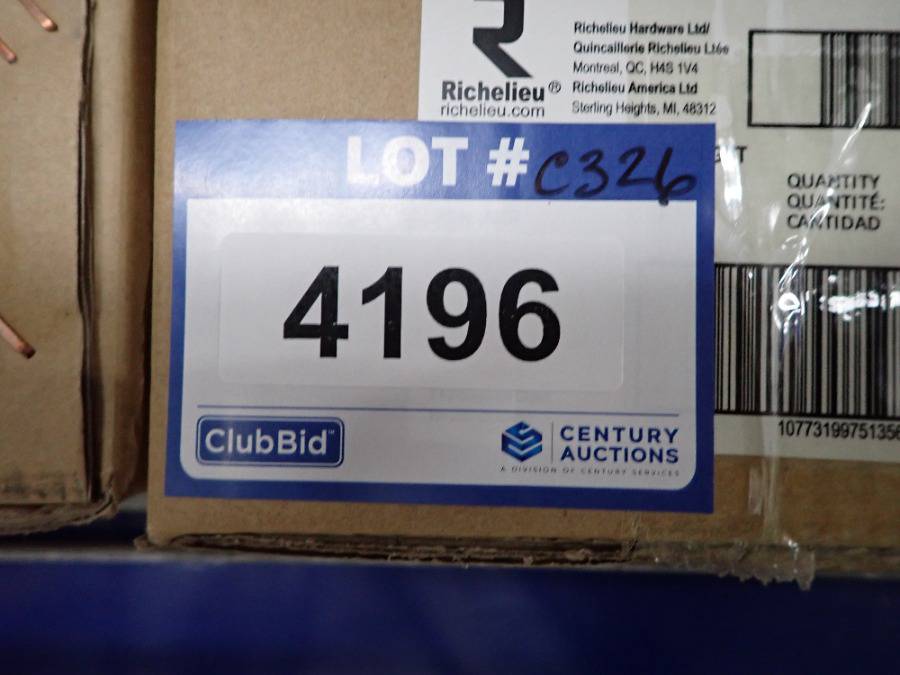 R
Richelieu®
richelieu.com
Richelieu Hardware Ltd/
Quincaillerie Richelieu Ltée
Montreal, QC, H4S 1V4
Richelieu America Ltd
Sterling Heights, MI, 48312
QUANTITY
QUANTITÉ:
CANTIDAD
LOT # C326
4196
ClubBid™
CENTURY
AUCTIONS
A DIVISION OF CENTURY SERVICES
1077319975135